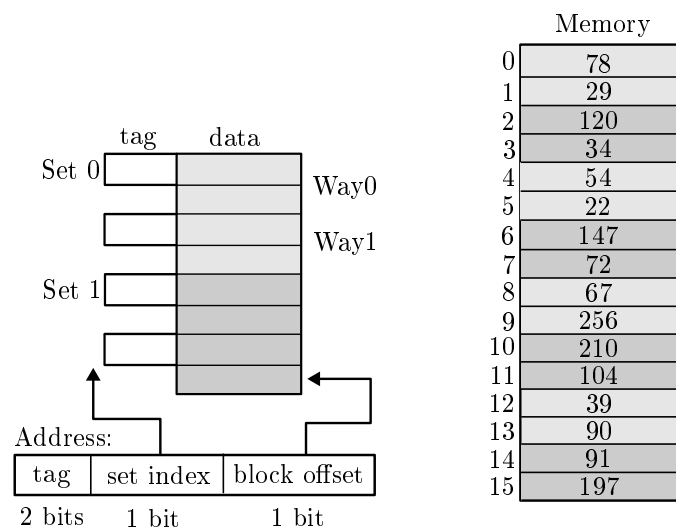 Memory
0 78
1 29
2 120
3 34
4 54
5 22
6 147
7 72
8 67
9 256
10 210
11 104
12 39
13 90
14 91
15 197
tag data
Set 0
Way0
Way1
Set 1
Address:
tag set index block offset
2 bits 1 bit 1 bit